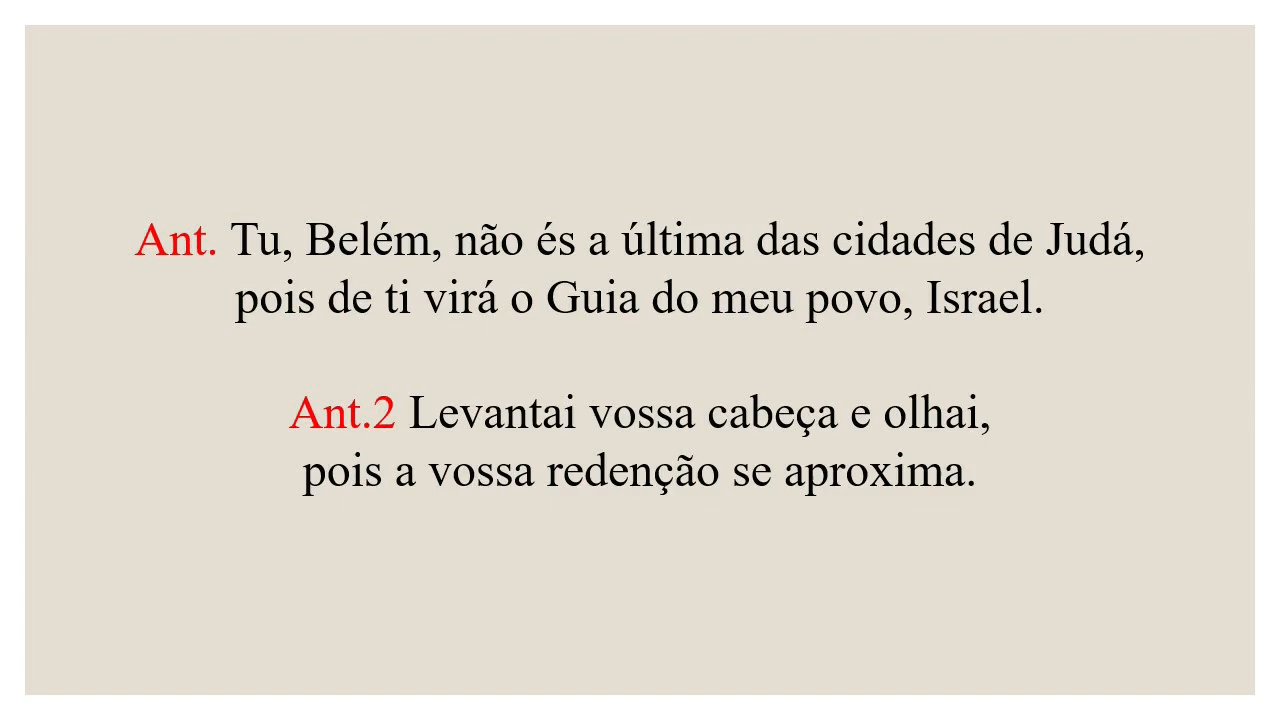 Ant. Tu, Belém, não és a última das cidades de Judá,
pois de ti virá o Guia do meu povo, Israel.
Ant.2 Levantai vossa cabeça e olhai,
pois a vossa redenção se aproxima.